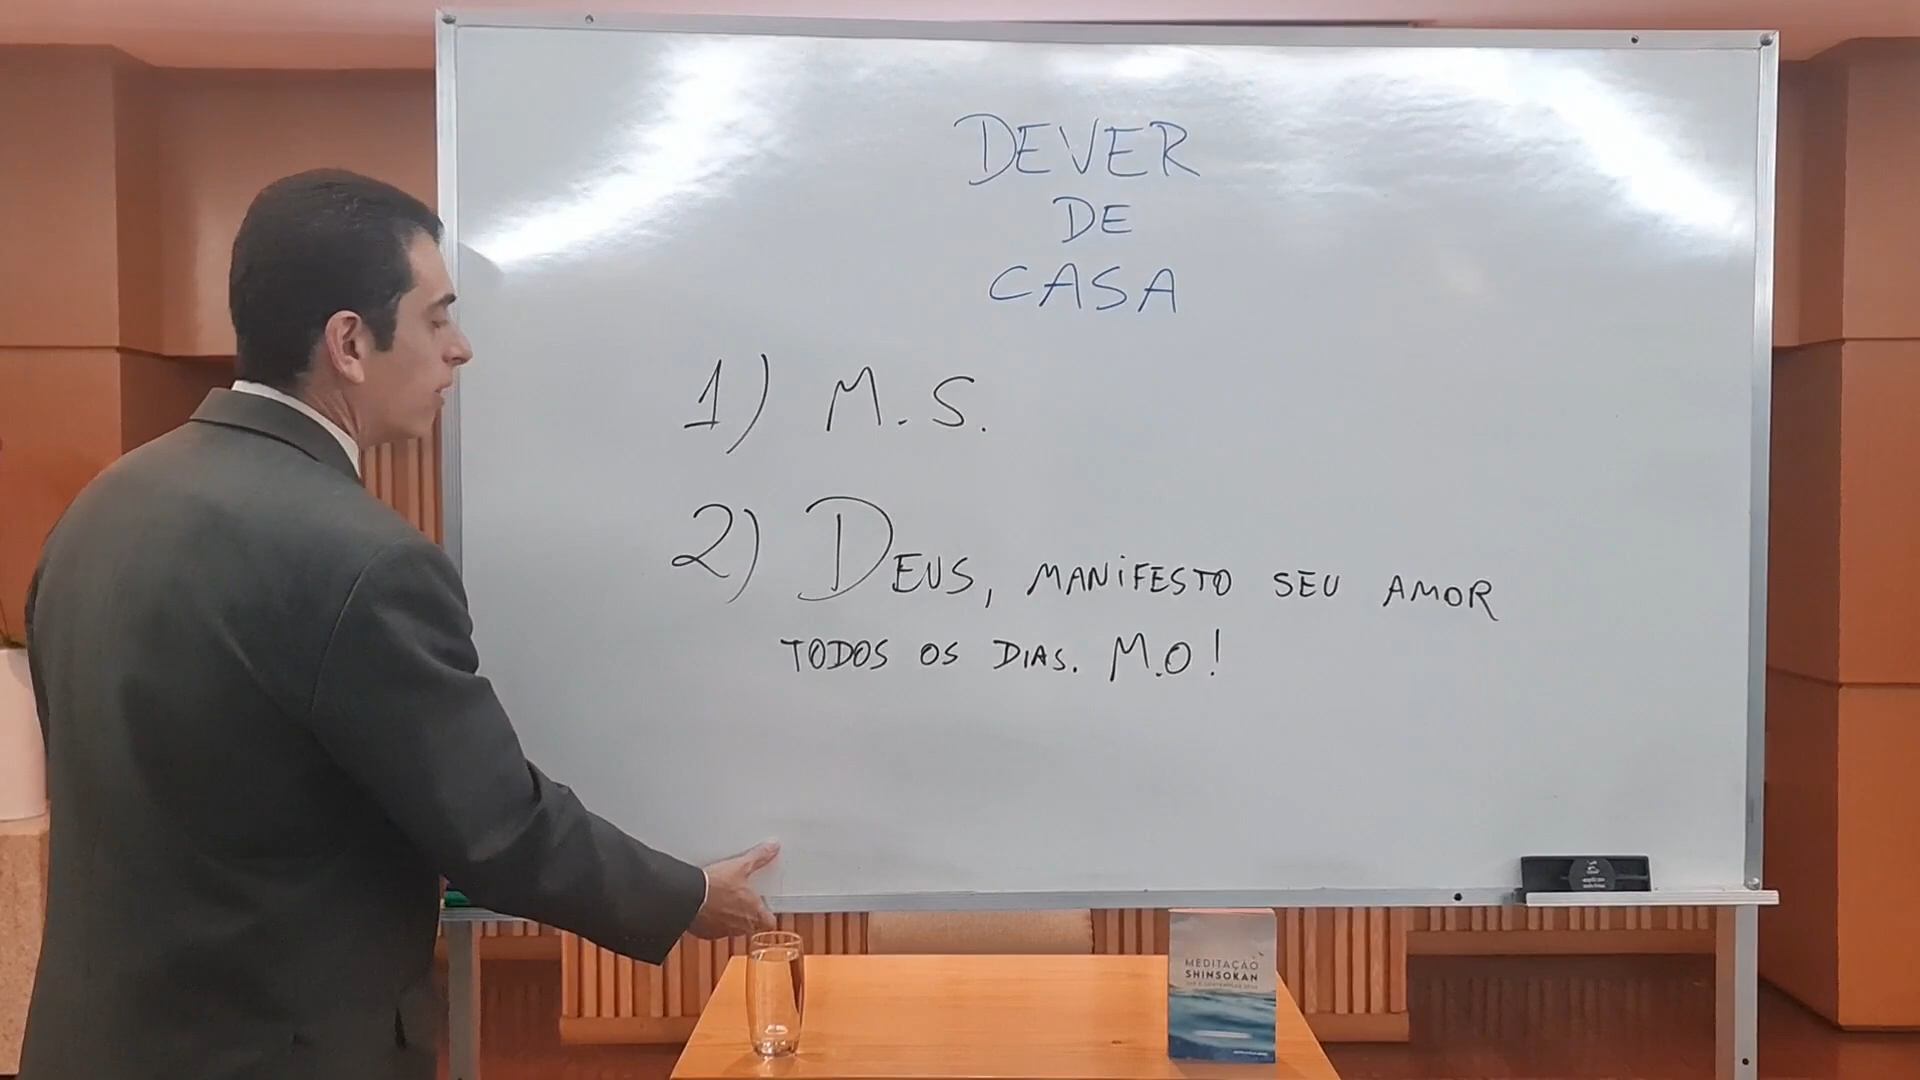 DEVER
DE
CASA
1) M.S.
2) DEUS, MANIFESTO SEU AMOR
TODOS OS DIAS. M.O!
MEDITAÇÃO
SHINSOKAN